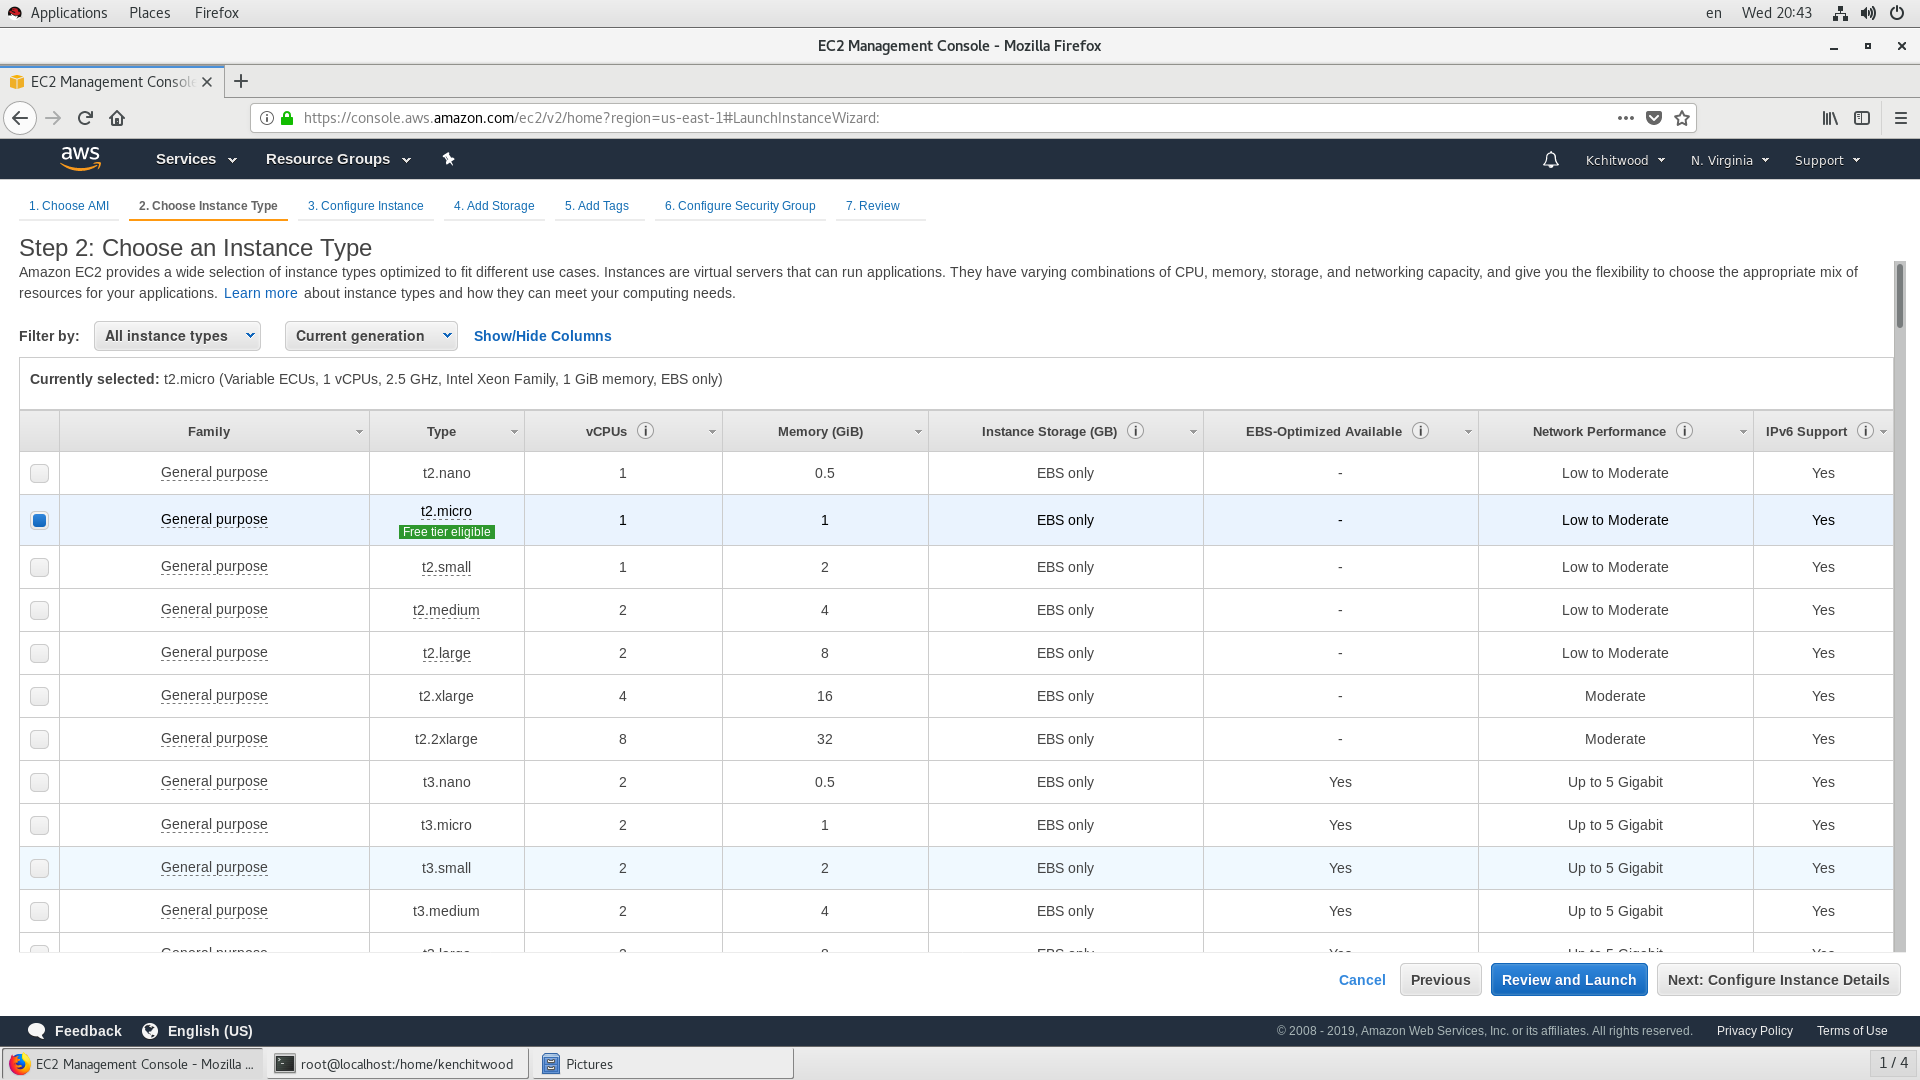 Applications Places Firefox en Wed 20:43
EC2 Management Console - Mozilla Firefox
EC2 Management Console
https://console.aws.amazon.com/ec2/v2/home?region=us-east-1#LaunchInstanceWizard:
aws Services Resource Groups Kchitwood N. Virginia Support
1. Choose AMI 2. Choose Instance Type 3. Configure Instance 4. Add Storage 5. Add Tags 6. Configure Security Group 7. Review
Step 2: Choose an Instance Type
Amazon EC2 provides a wide selection of instance types optimized to fit different use cases. Instances are virtual servers that can run applications. They have varying combinations of CPU, memory, storage, and networking capacity, and give you the flexibility to choose the appropriate mix of
resources for your applications. Learn more about instance types and how they can meet your computing needs.
Filter by: All instance types Current generation Show/Hide Columns
Currently selected: t2.micro (Variable ECUs, 1 vCPUs, 2.5 GHz, Intel Xeon Family, 1 GiB memory, EBS only)
Family Type vCPUs Memory (GiB) Instance Storage (GB) EBS-Optimized Available Network Performance IPv6 Support
General purpose t2.nano 1 0.5 EBS only - Low to Moderate Yes
General purpose t2.micro 1 1 EBS only - Low to Moderate Yes
Free tier eligible
General purpose t2.small 1 2 EBS only - Low to Moderate Yes
General purpose t2.medium 2 4 EBS only - Low to Moderate Yes
General purpose t2.large 2 8 EBS only - Low to Moderate Yes
General purpose t2.xlarge 4 16 EBS only - Moderate Yes
General purpose t2.2xlarge 8 32 EBS only - Moderate Yes
General purpose t3.nano 2 0.5 EBS only Yes Up to 5 Gigabit Yes
General purpose t3.micro 2 1 EBS only Yes Up to 5 Gigabit Yes
General purpose t3.small 2 2 EBS only Yes Up to 5 Gigabit Yes
General purpose t3.medium 2 4 EBS only Yes Up to 5 Gigabit Yes
Cancel Previous Review and Launch Next: Configure Instance Details
Feedback English (US) © 2008 - 2019, Amazon Web Services, Inc. or its affiliates. All rights reserved. Privacy Policy Terms of Use
EC2 Management Console - Mozilla ... root@localhost:/home/kenchitwood Pictures 1 / 4